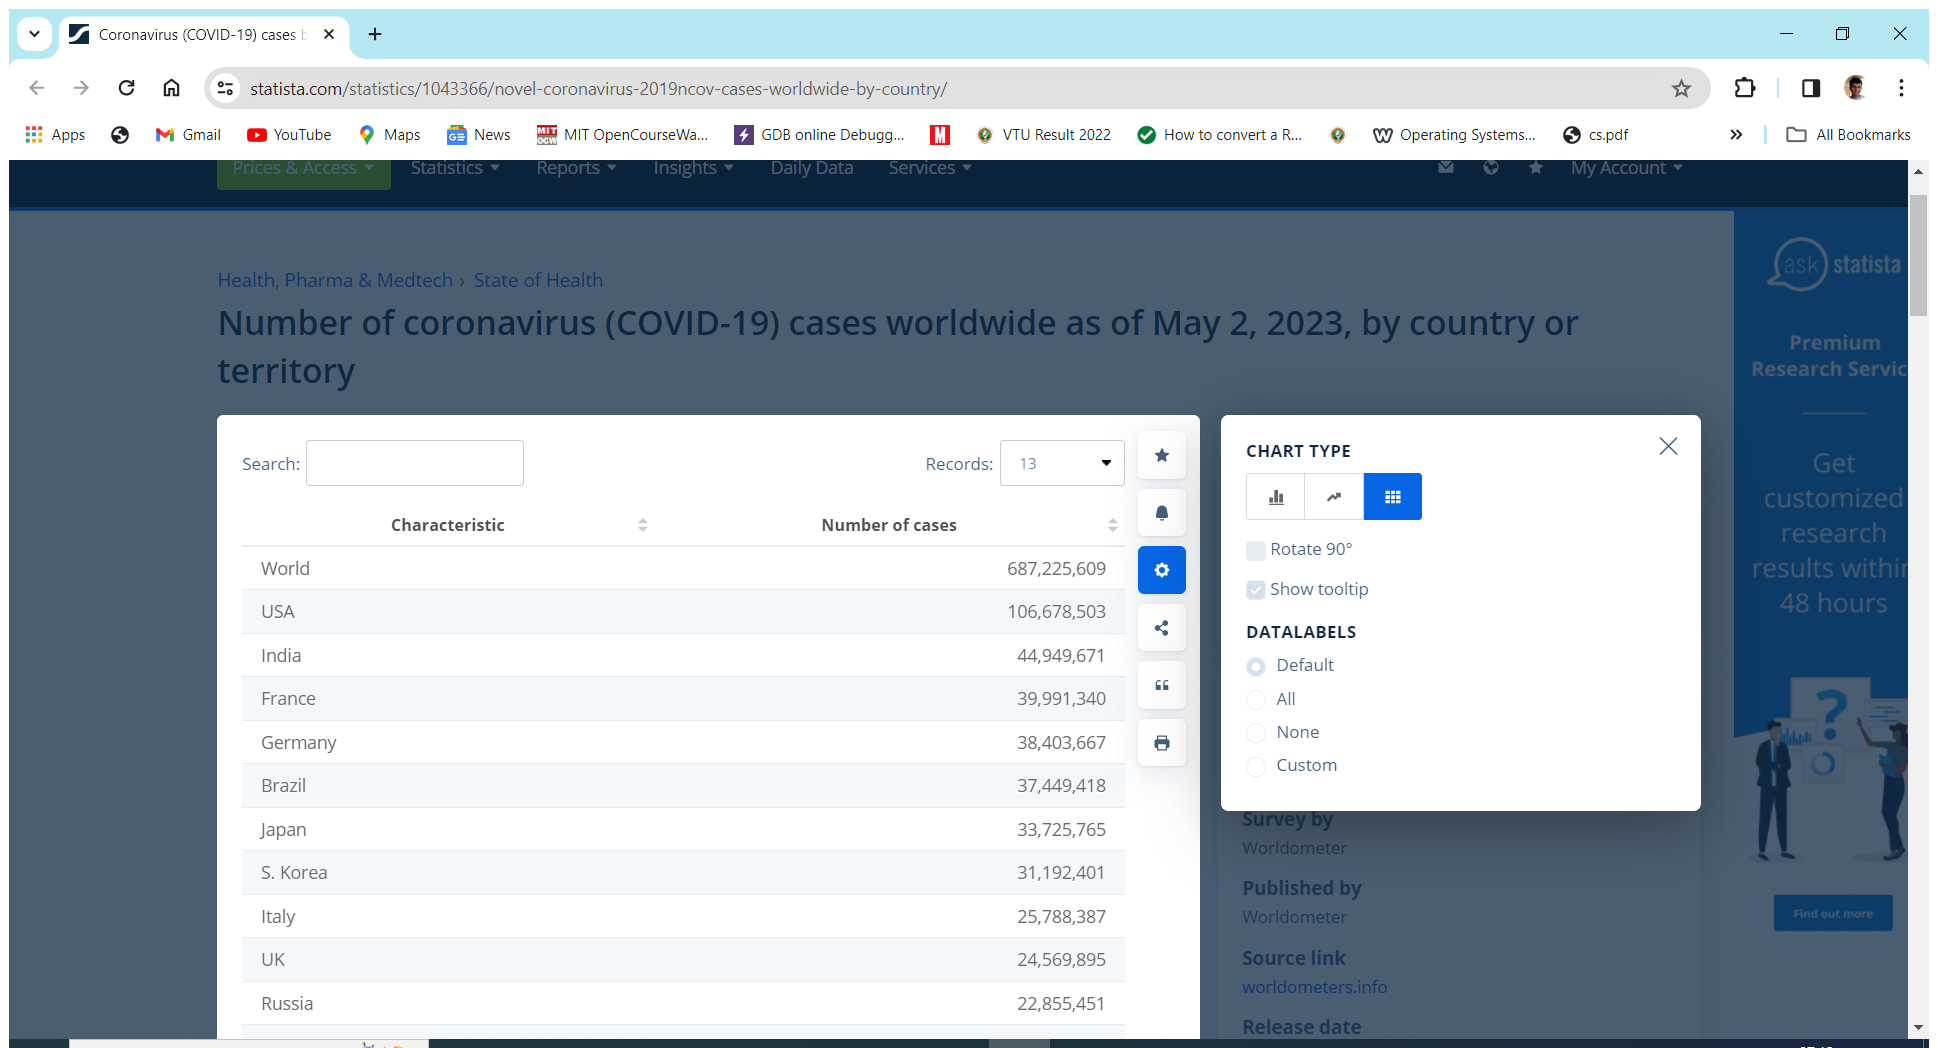 Coronavirus (COVID-19) cases b
statista.com/statistics/1043366/novel-coronavirus-2019ncov-cases-worldwide-by-country/
Apps Gmail YouTube Maps News MIT OpenCourseWa... GDB online Debugg... VTU Result 2022 How to convert a R... Operating Systems... cs.pdf » All Bookmarks
Prices & Access Statistics Reports Insights Daily Data Services My Account
Health, Pharma & Medtech › State of Health
Number of coronavirus (COVID-19) cases worldwide as of May 2, 2023, by country or
territory
Search:
Records: 13
Characteristic Number of cases
World 687,225,609
USA 106,678,503
India 44,949,671
France 39,991,340
Germany 38,403,667
Brazil 37,449,418
Japan 33,725,765
S. Korea 31,192,401
Italy 25,788,387
UK 24,569,895
Russia 22,855,451
CHART TYPE
Rotate 90°
Show tooltip
DATALABELS
Default
All
None
Custom
Survey by
Worldometer
Published by
Worldometer
Source link
worldometers.info
Release date
ask statista
Premium
Research Servic
Get
customized
research
results within
48 hours
?
Find out more